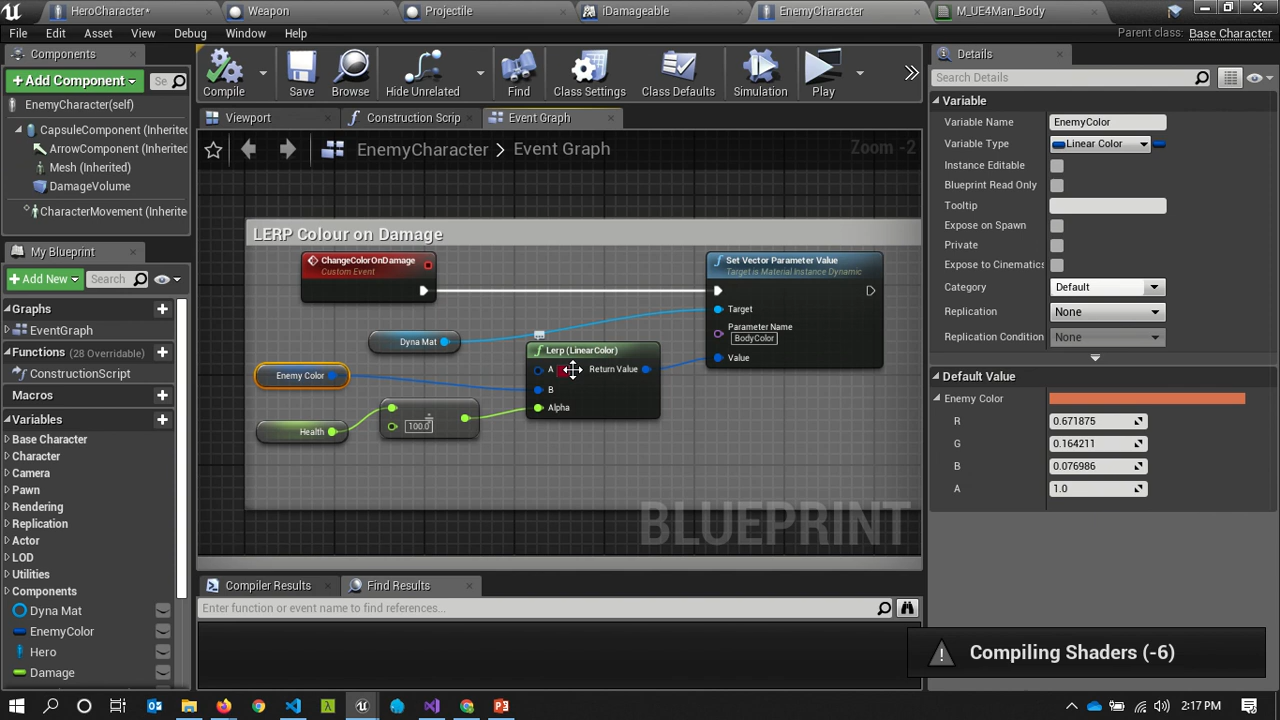 HeroCharacter*
Weapon
Projectile
iDamageable
EnemyCharacter
M_UE4Man_Body
File Edit Asset View Debug Window Help
Parent class: Base Character
Components
+Add Component
Se
EnemyCharacter(self)
CapsuleComponent (Inherited
ArrowComponent (Inherited
Mesh (Inherited)
DamageVolume
CharacterMovement (Inherite
Compile
Save
Browse
Hide Unrelated
Find
Class Settings
Class Defaults
Simulation
Play
Viewport
Construction Scrip
Event Graph
EnemyCharacter > Event Graph
Zoom -2
LERP Colour on Damage
ChangeColorOnDamage
Custom Event
Set Vector Parameter Value
Target is Material Instance Dynamic
Target
Parameter Name
BodyColor
Value
Dyna Mat
Lerp (LinearColor)
A
Return Value
B
Alpha
Enemy Color
Health
÷
100.0
BLUEPRINT
My Blueprint
+Add New
Search
Graphs
EventGraph
Functions (28 Overridable)
ConstructionScript
Macros
Variables
Base Character
Character
Camera
Pawn
Rendering
Replication
Actor
LOD
Utilities
Components
Dyna Mat
EnemyColor
Hero
Damage
Compiler Results
Find Results
Enter function or event name to find references...
Details
Search Details
Variable
Variable Name
EnemyColor
Variable Type
Linear Color
Instance Editable
Blueprint Read Only
Tooltip
Expose on Spawn
Private
Expose to Cinematics
Category
Default
Replication
None
Replication Condition
None
Default Value
Enemy Color
R
0.671875
G
0.164211
B
0.076986
A
1.0
Compiling Shaders (-6)
2:17 PM